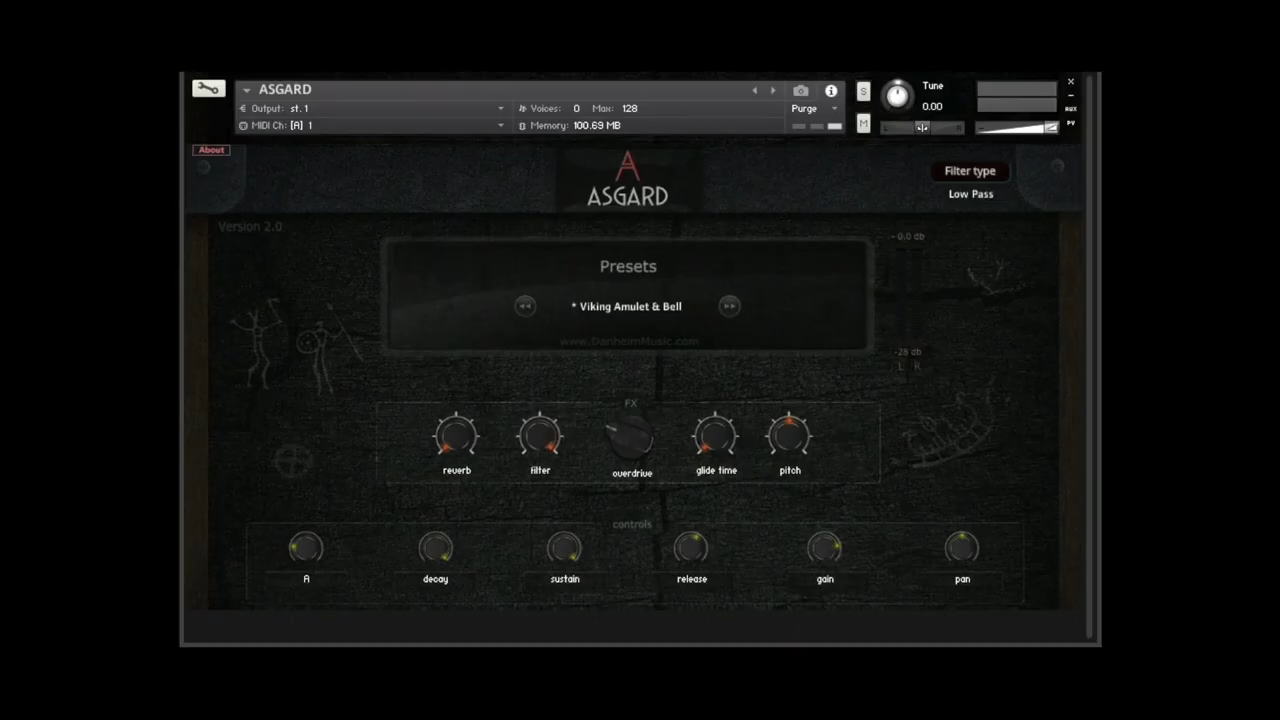 ASGARD
Output: st. 1
Voices: 0 Max: 128
Purge
MIDI Ch: [A] 1
Memory: 100.69 MB
S
M
Tune
0.00
L R
AUX
PV
About
A
ASGARD
Filter type
Low Pass
Version 2.0
Presets
* Viking Amulet & Bell
www.DanheimMusic.com
- 0.0 db
-28 db
L R
FX
reverb
filter
overdrive
glide time
pitch
controls
A
decay
sustain
release
gain
pan